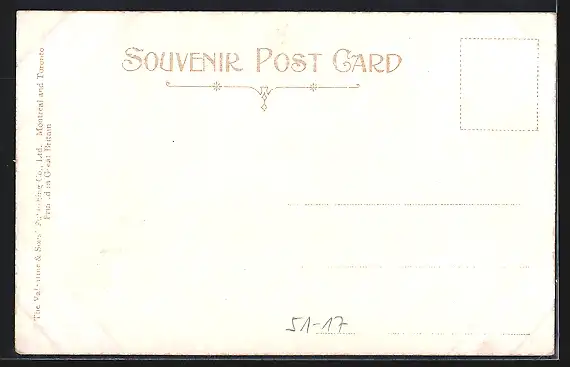 SOUVENIR POST CARD
The Valentine & Sons' Publishing Co., Ltd. Montreal and Toronto
Printed in Great Britain
51-17